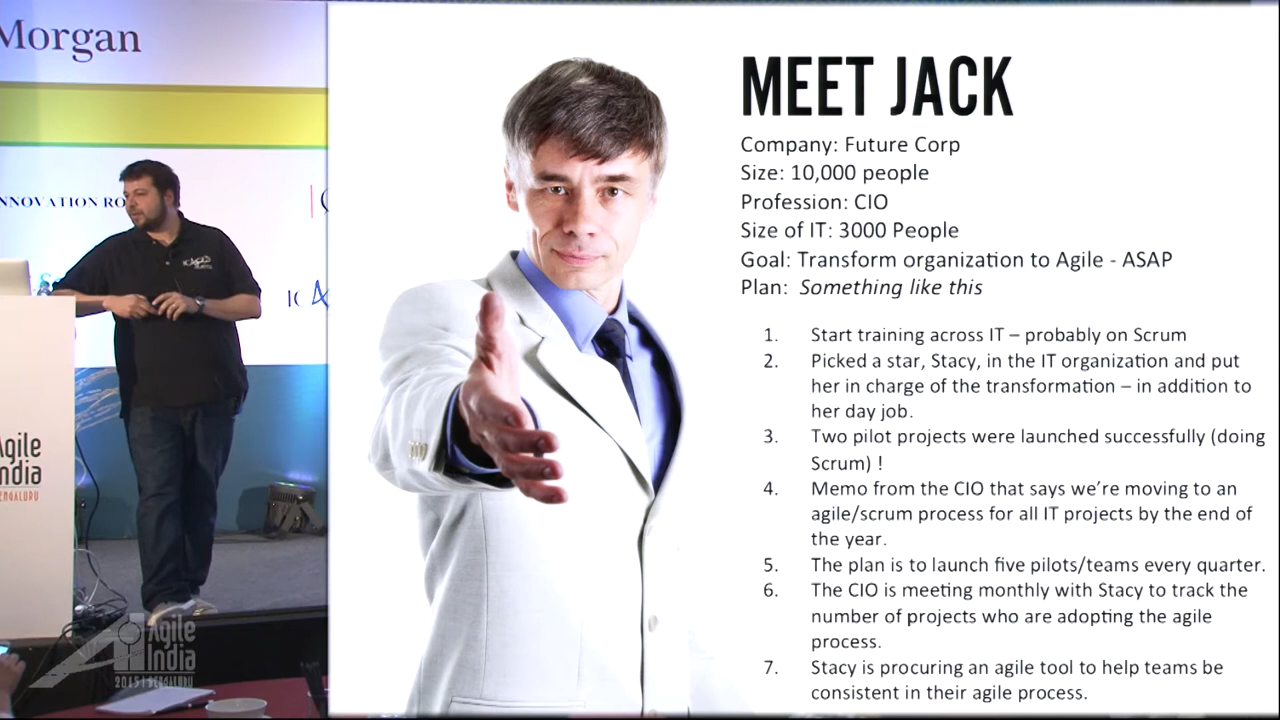 Morgan
NNOVATION RO
IC
Agile
India
BENGALURU
Agile
India
2015 | BENGALURU
MEET JACK
Company: Future Corp
Size: 10,000 people
Profession: CIO
Size of IT: 3000 People
Goal: Transform organization to Agile - ASAP
Plan: Something like this
1. Start training across IT – probably on Scrum
2. Picked a star, Stacy, in the IT organization and put
her in charge of the transformation – in addition to
her day job.
3. Two pilot projects were launched successfully (doing
Scrum) !
4. Memo from the CIO that says we’re moving to an
agile/scrum process for all IT projects by the end of
the year.
5. The plan is to launch five pilots/teams every quarter.
6. The CIO is meeting monthly with Stacy to track the
number of projects who are adopting the agile
process.
7. Stacy is procuring an agile tool to help teams be
consistent in their agile process.